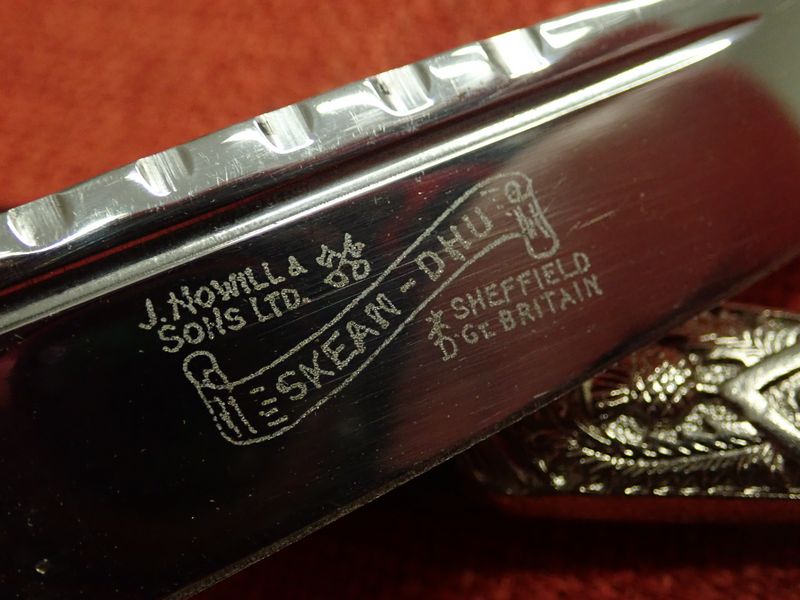 J. NOWILL &
SONS LTD.
SKEAN-DHU
SHEFFIELD
D Gᵀ BRITAIN